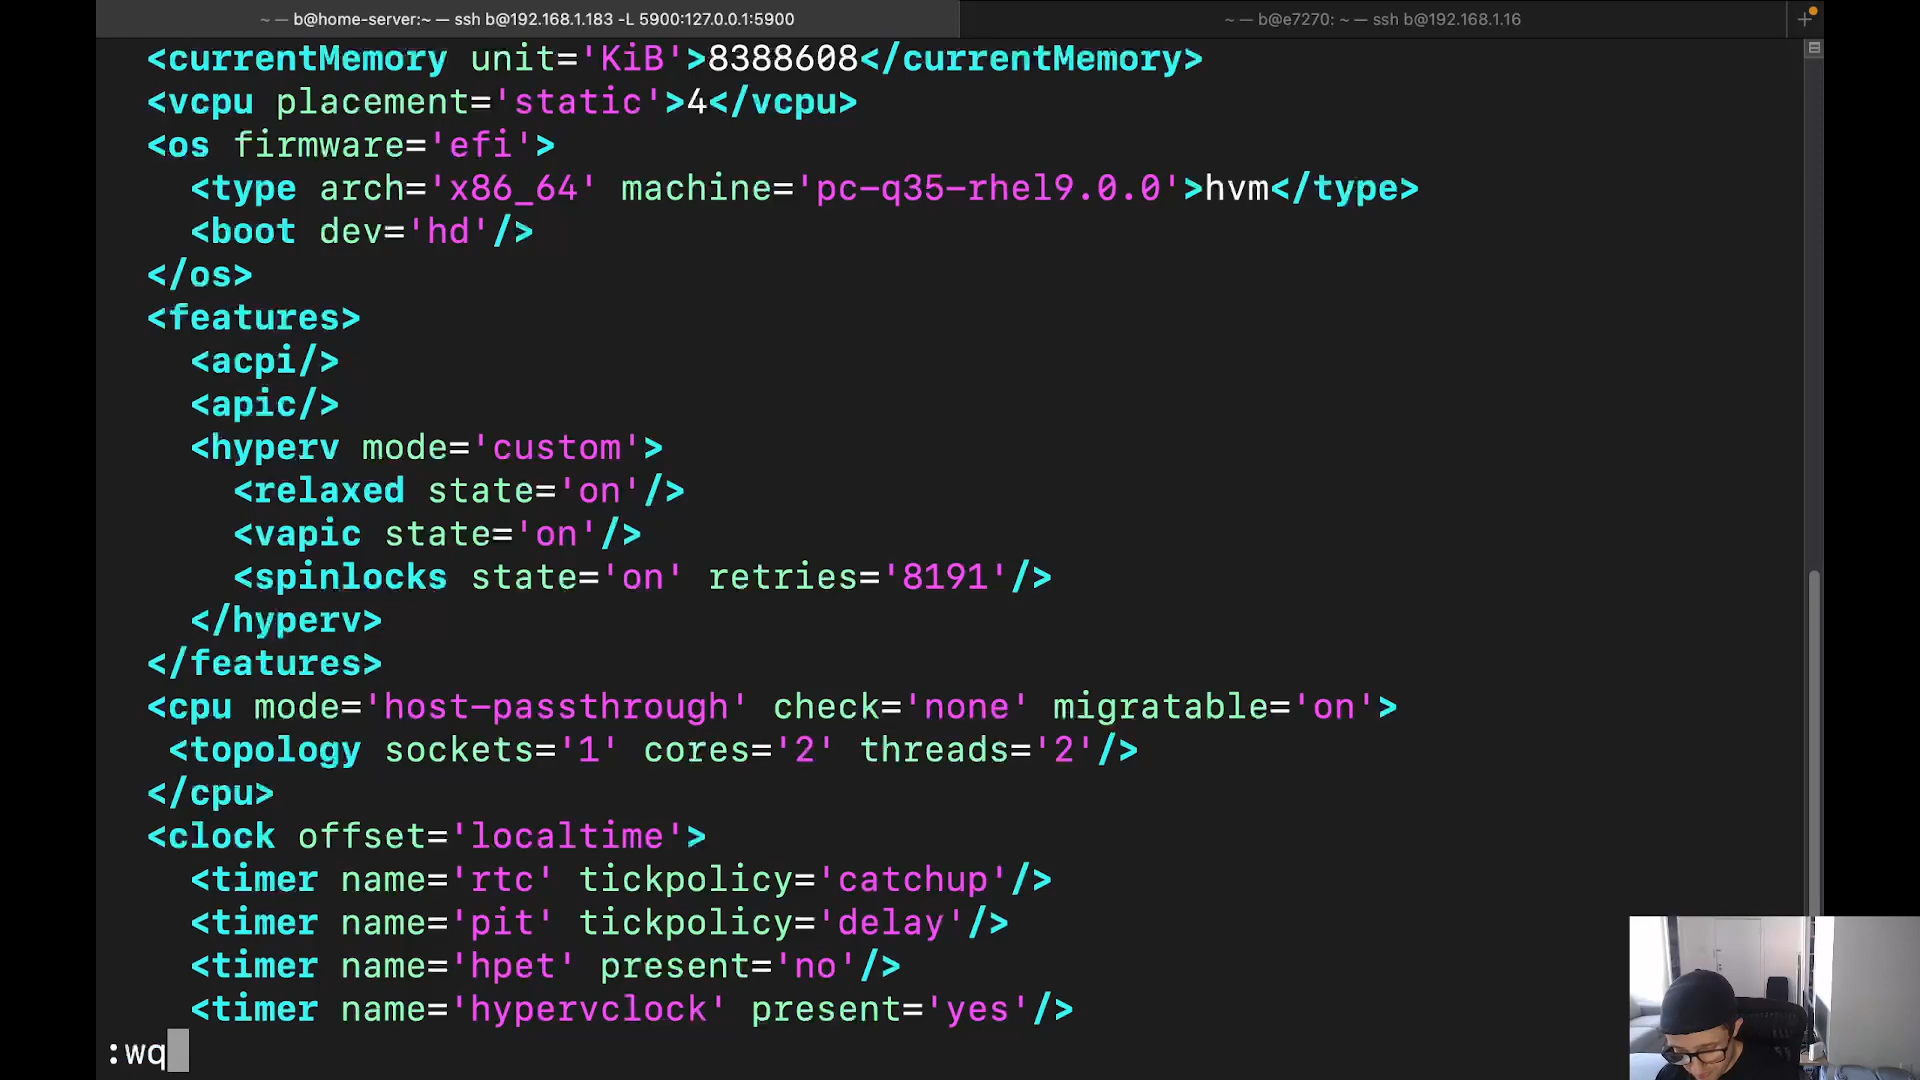 ~ — b@home-server:~ — ssh b@192.168.1.183 -L 5900:127.0.0.1:5900
~ — b@e7270: ~ — ssh b@192.168.1.16
<currentMemory unit='KiB'>8388608</currentMemory>
<vcpu placement='static'>4</vcpu>
<os firmware='efi'>
<type arch='x86_64' machine='pc-q35-rhel9.0.0'>hvm</type>
<boot dev='hd'/>
</os>
<features>
<acpi/>
<apic/>
<hyperv mode='custom'>
<relaxed state='on'/>
<vapic state='on'/>
<spinlocks state='on' retries='8191'/>
</hyperv>
</features>
<cpu mode='host-passthrough' check='none' migratable='on'>
<topology sockets='1' cores='2' threads='2'/>
</cpu>
<clock offset='localtime'>
<timer name='rtc' tickpolicy='catchup'/>
<timer name='pit' tickpolicy='delay'/>
<timer name='hpet' present='no'/>
<timer name='hypervclock' present='yes'/>
:wq